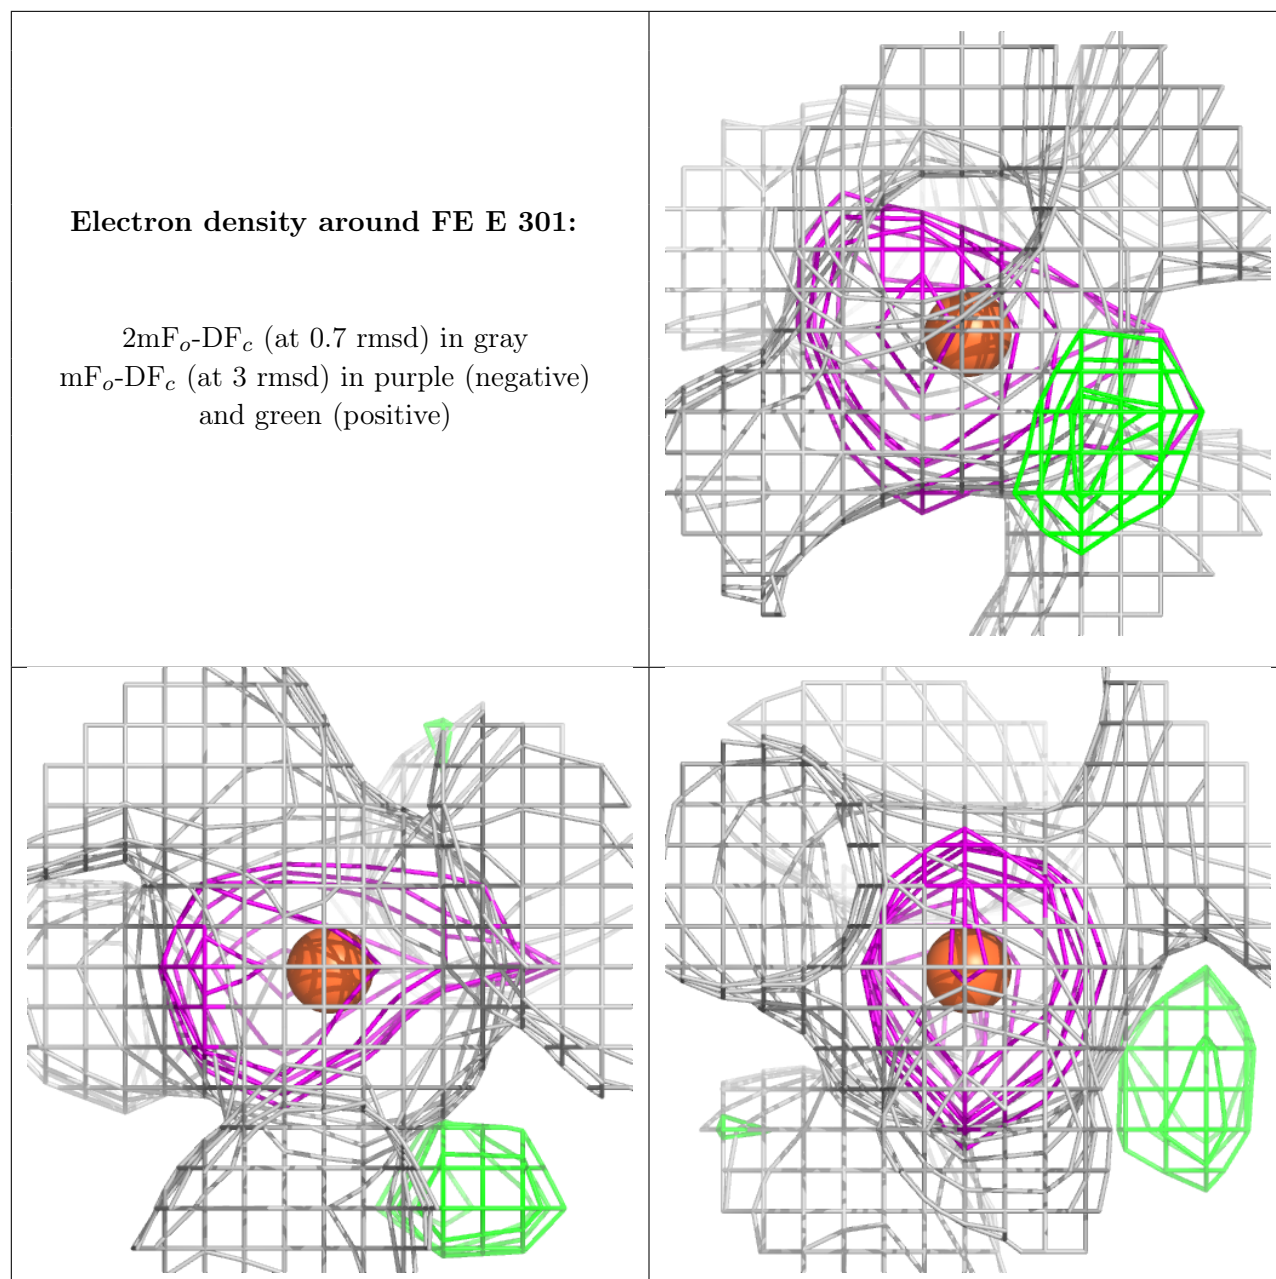 Electron density around FE E 301:
2mFo-DFc (at 0.7 rmsd) in gray
mFo-DFc (at 3 rmsd) in purple (negative)
and green (positive)